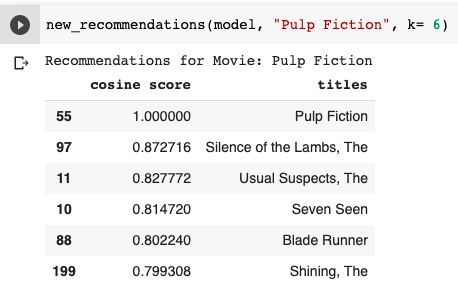 new_recommendations(model, "Pulp Fiction", k= 6)
Recommendations for Movie: Pulp Fiction
cosine score titles
55 1.000000 Pulp Fiction
97 0.872716 Silence of the Lambs, The
11 0.827772 Usual Suspects, The
10 0.814720 Seven Seen
88 0.802240 Blade Runner
199 0.799308 Shining, The